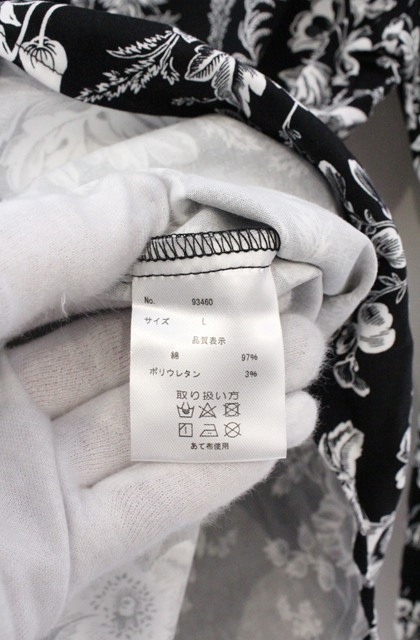 No. 93460
サイズ L
品質表示
綿 97%
ポリウレタン 3%
取り扱い方
あて布使用